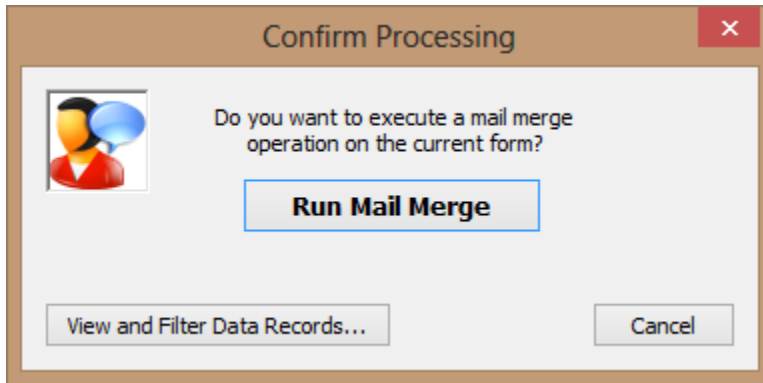 Confirm Processing
Do you want to execute a mail merge
operation on the current form?
Run Mail Merge
View and Filter Data Records...
Cancel